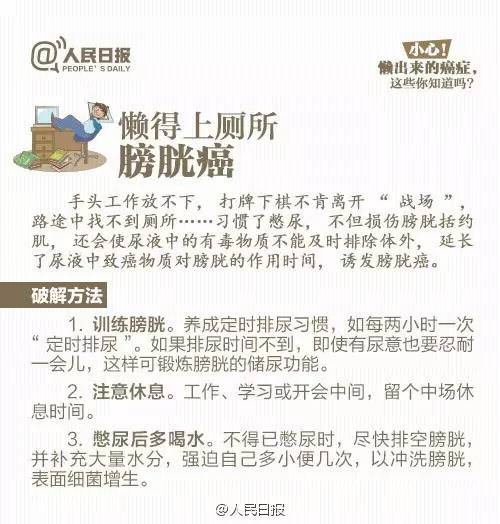 @人民日报
PEOPLE'S DAILY
小心!
懒出来的癌症,
这些你知道吗?
懒得上厕所
膀胱癌
手头工作放不下, 打牌下棋不肯离开 “ 战场 ”,
路途中找不到厕所……习惯了憋尿, 不但损伤膀胱括约
肌, 还会使尿液中的有毒物质不能及时排除体外, 延长
了尿液中致癌物质对膀胱的作用时间, 诱发膀胱癌。
破解方法
1. 训练膀胱。养成定时排尿习惯, 如每两小时一次
“ 定时排尿 ”。如果排尿时间不到, 即使有尿意也要忍耐
一会儿, 这样可锻炼膀胱的储尿功能。
2. 注意休息。工作、学习或开会中间, 留个中场休
息时间。
3. 憋尿后多喝水。不得已憋尿时, 尽快排空膀胱,
并补充大量水分, 强迫自己多小便几次, 以冲洗膀胱,
表面细菌增生。
@人民日报